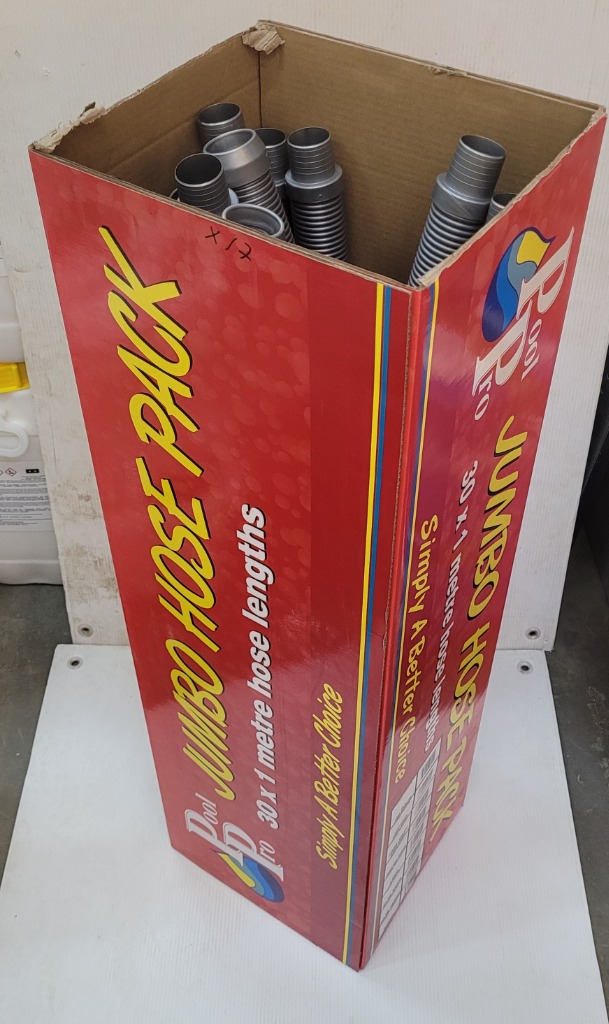 x 12
Pool
Pro
JUMBO HOSE PACK
30 x 1 metre hose lengths
Simply A Better Choice
Pool
Pro
JUMBO HOSE PACK
30 x 1 metre hose lengths
Simply A Better Choice